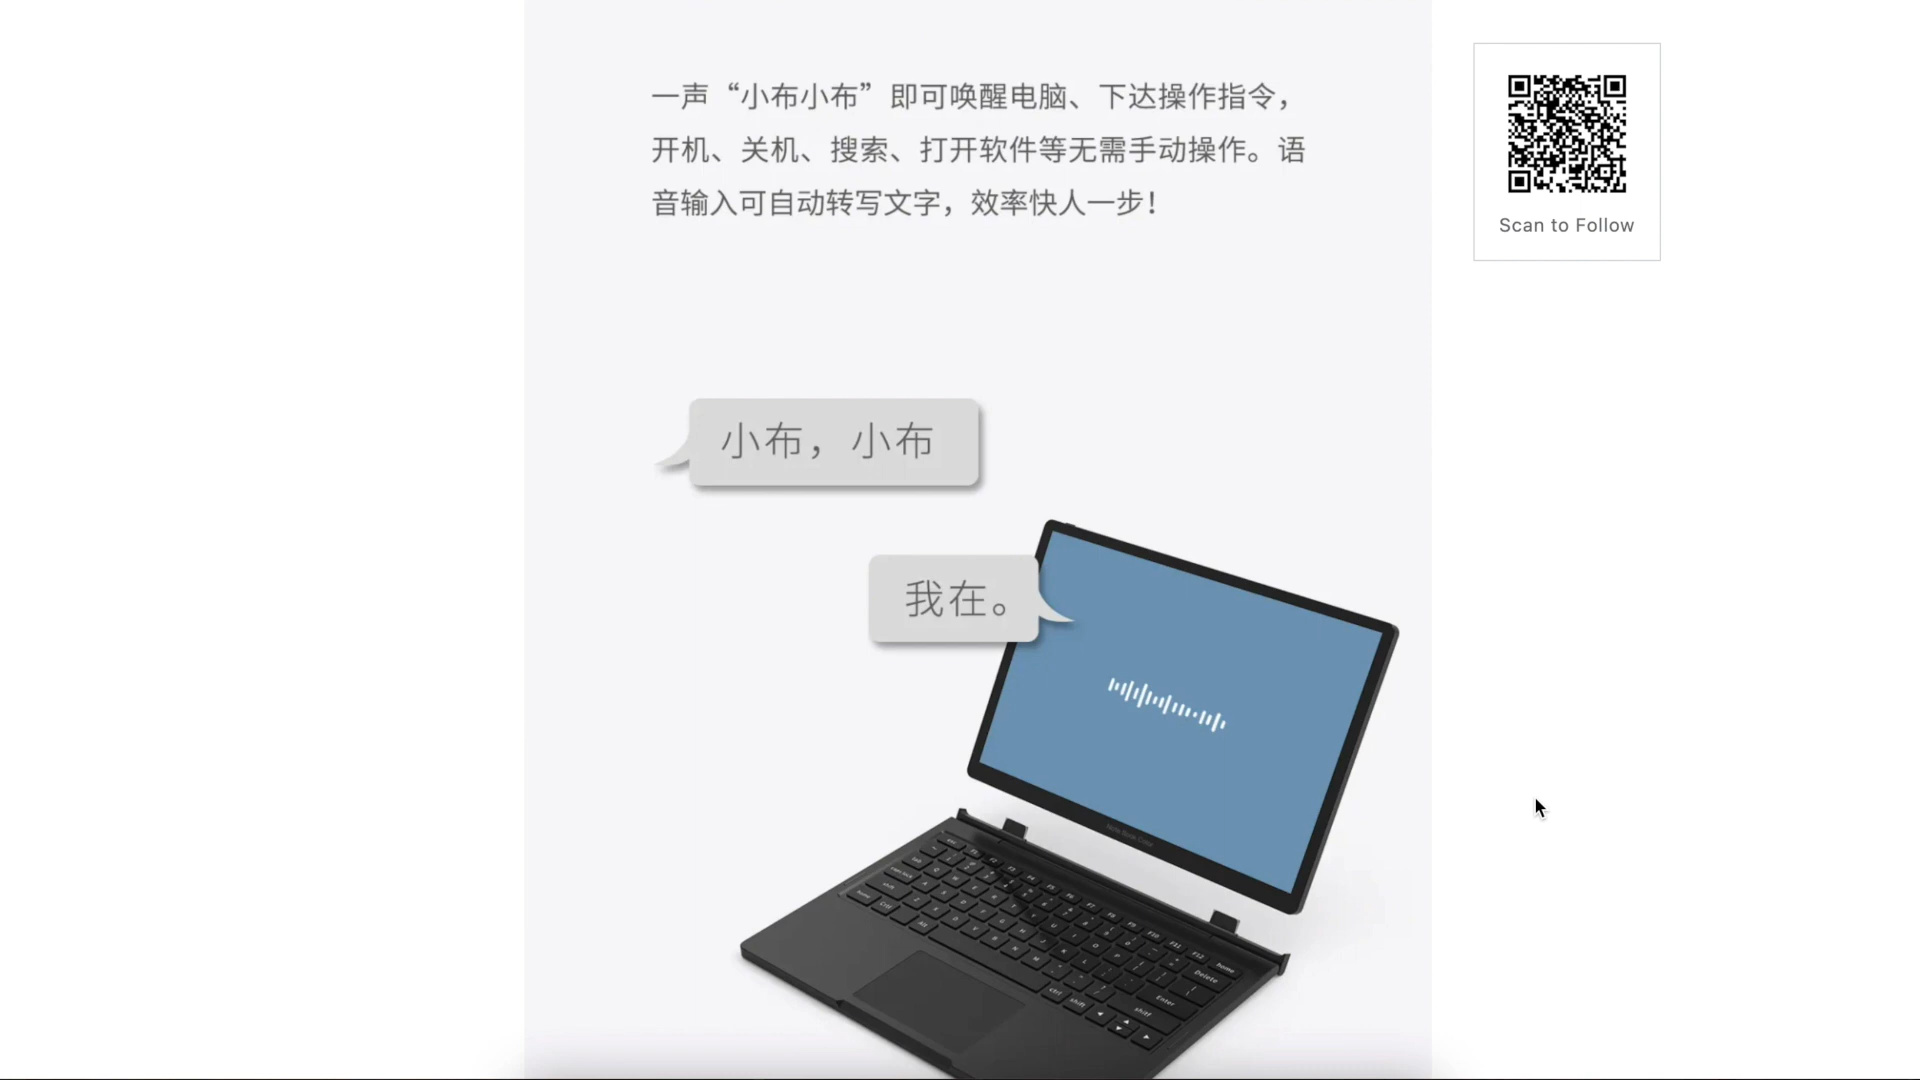 一声“小布小布”即可唤醒电脑、下达操作指令，
开机、关机、搜索、打开软件等无需手动操作。语
音输入可自动转写文字，效率快人一步！
Scan to Follow
小布，小布
我在。